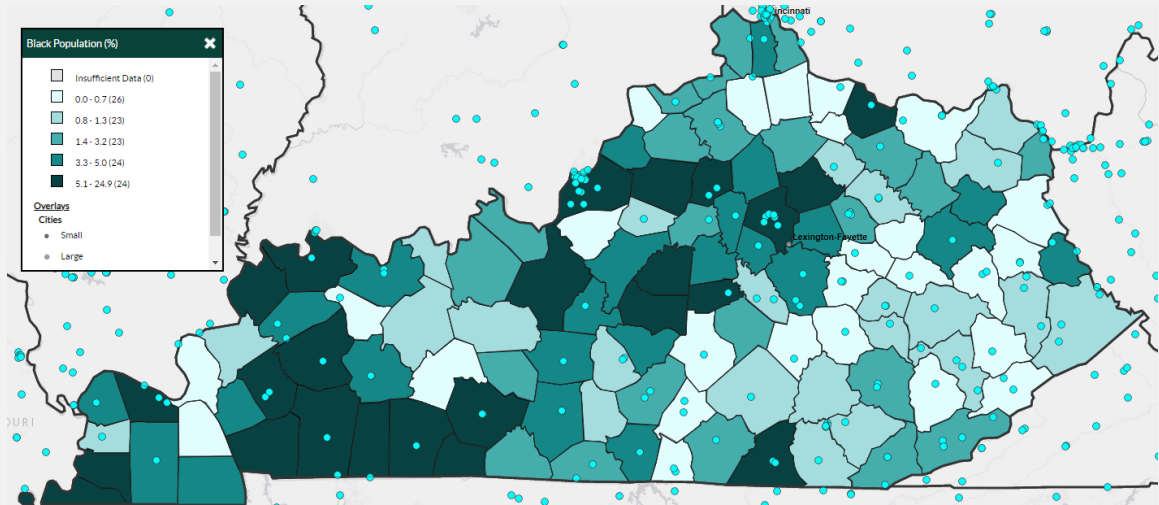 Cincinnati
Black Population (%)
Insufficient Data (0)
0.0 - 0.7 (26)
0.8 - 1.3 (23)
1.4 - 3.2 (23)
3.3 - 5.0 (24)
5.1 - 24.9 (24)
Overlays
Cities
Small
Large
Lexington-Fayette
OURI